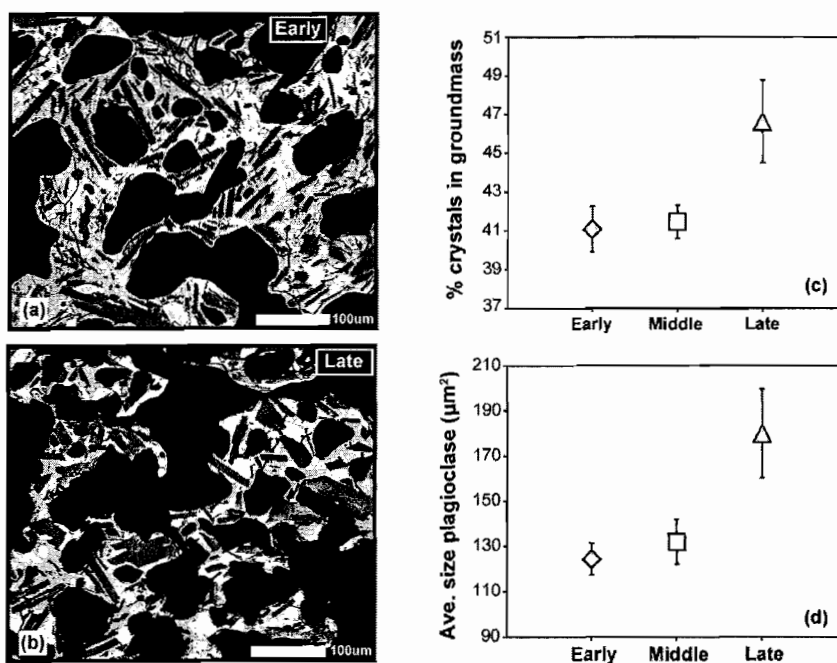 Early
(a)
100um
Late
(b)
100um
% crystals in groundmass
51
49
47
45
43
41
39
37
(c)
Early Middle Late
Ave. size plagioclase (µm²)
210
190
170
150
130
110
90
(d)
Early Middle Late